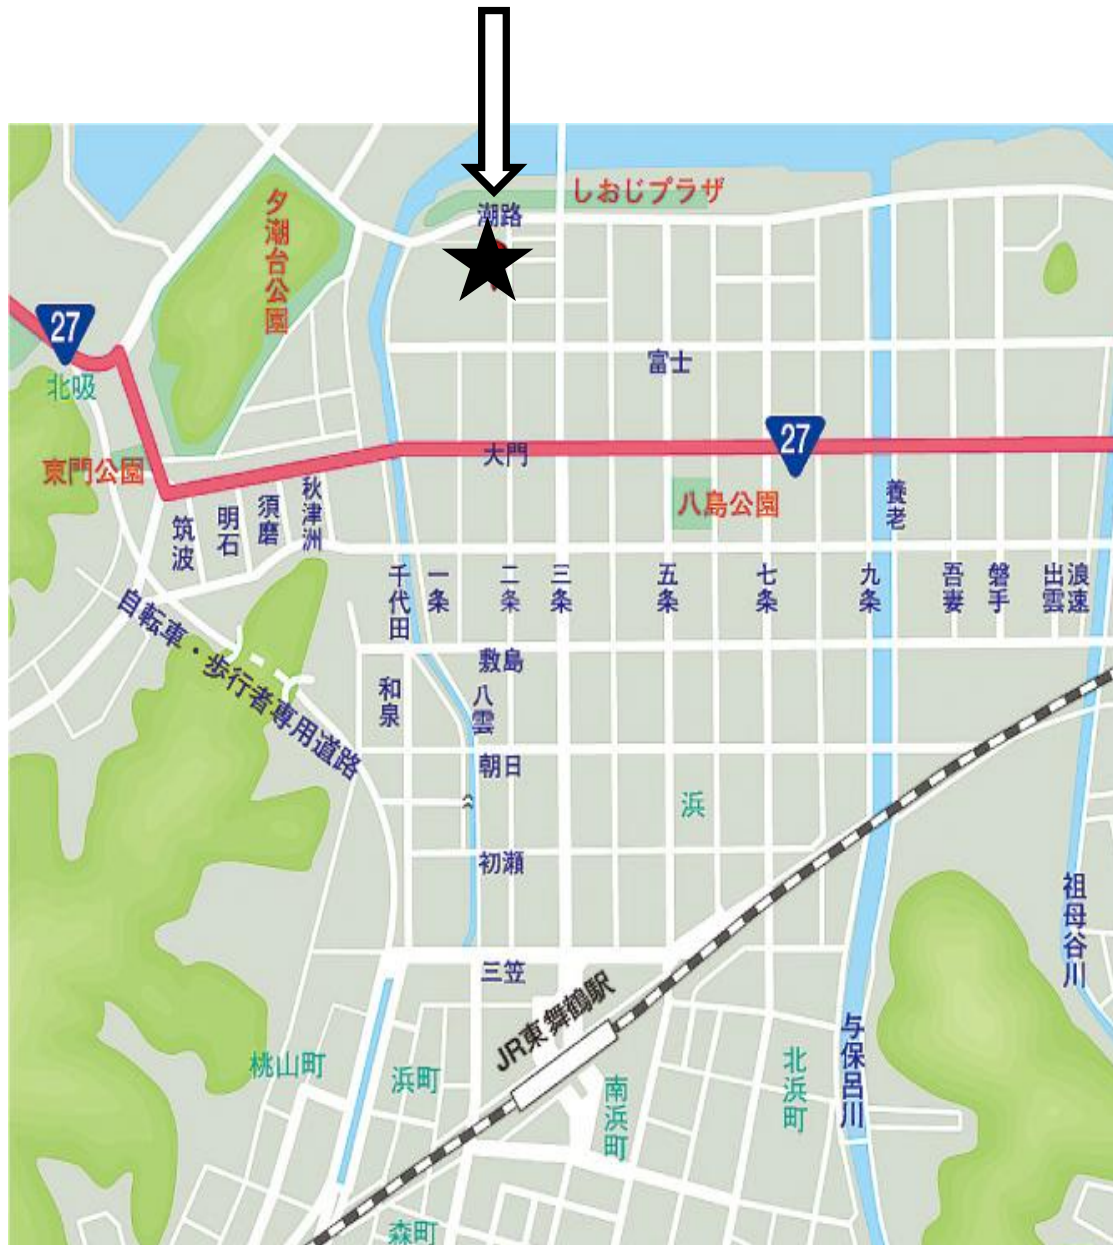 しおじプラザ
潮路
夕潮台公園
27
富士
北吸
27
大門
東門公園
八島公園
養老
秋津洲
須磨
明石
筑波
千代田
一条
二条
三条
五条
七条
九条
吾妻
磐手
出雲
浪速
自転車・歩行者専用道路
敷島
和泉
八雲
朝日
浜
初瀬
祖母谷川
三笠
JR東舞鶴駅
与保呂川
桃山町
浜町
南浜町
北浜町
森町